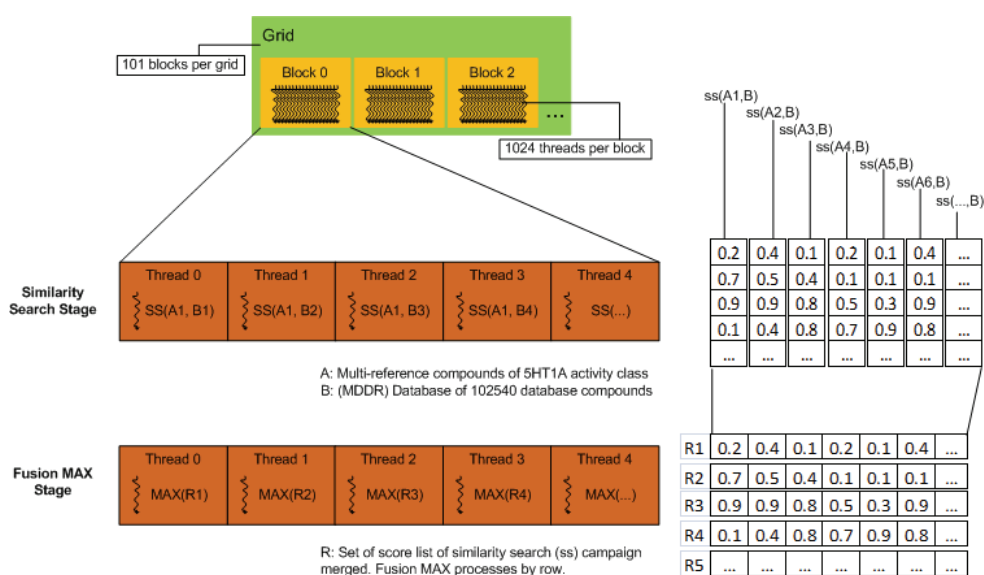 Grid
101 blocks per grid
Block 0 Block 1 Block 2
...
1024 threads per block
ss(A1,B)
ss(A2,B)
ss(A3,B)
ss(A4,B)
ss(A5,B)
ss(A6,B)
ss(...,B)
0.2 0.4 0.1 0.2 0.1 0.4 ...
0.7 0.5 0.4 0.1 0.1 0.1 ...
0.9 0.9 0.8 0.5 0.3 0.9 ...
0.1 0.4 0.8 0.7 0.9 0.8 ...
... ... ... ... ... ... ...
Similarity
Search Stage
Thread 0 Thread 1 Thread 2 Thread 3 Thread 4
SS(A1, B1) SS(A1, B2) SS(A1, B3) SS(A1, B4) SS(...)
A: Multi-reference compounds of 5HT1A activity class
B: (MDDR) Database of 102540 database compounds
Fusion MAX
Stage
Thread 0 Thread 1 Thread 2 Thread 3 Thread 4
MAX(R1) MAX(R2) MAX(R3) MAX(R4) MAX(...)
R: Set of score list of similarity search (ss) campaign
merged. Fusion MAX processes by row.
R1 0.2 0.4 0.1 0.2 0.1 0.4 ...
R2 0.7 0.5 0.4 0.1 0.1 0.1 ...
R3 0.9 0.9 0.8 0.5 0.3 0.9 ...
R4 0.1 0.4 0.8 0.7 0.9 0.8 ...
R5 ... ... ... ... ... ... ...